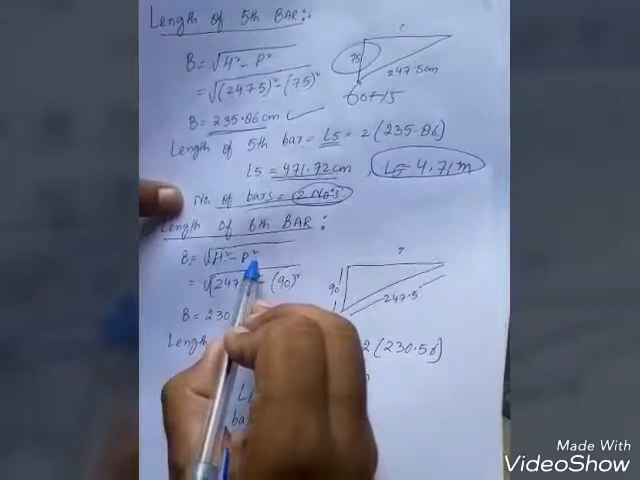 Length of 5th BAR:-
B = √H² - P²
= √(247.5)² - (75)²
B = 235.86 cm
?
75
247.5cm
60+15
Length of 5th bar = L5 = 2(235.86)
L5 = 471.72 cm, L5 = 4.71m
No. of bars = 2 No's
Length of 6th BAR:
B = √H² - P²
= √(247 - (90)²
B = 230
?
90
247.5
Length 2(230.56)
ba
Made With
VideoShow